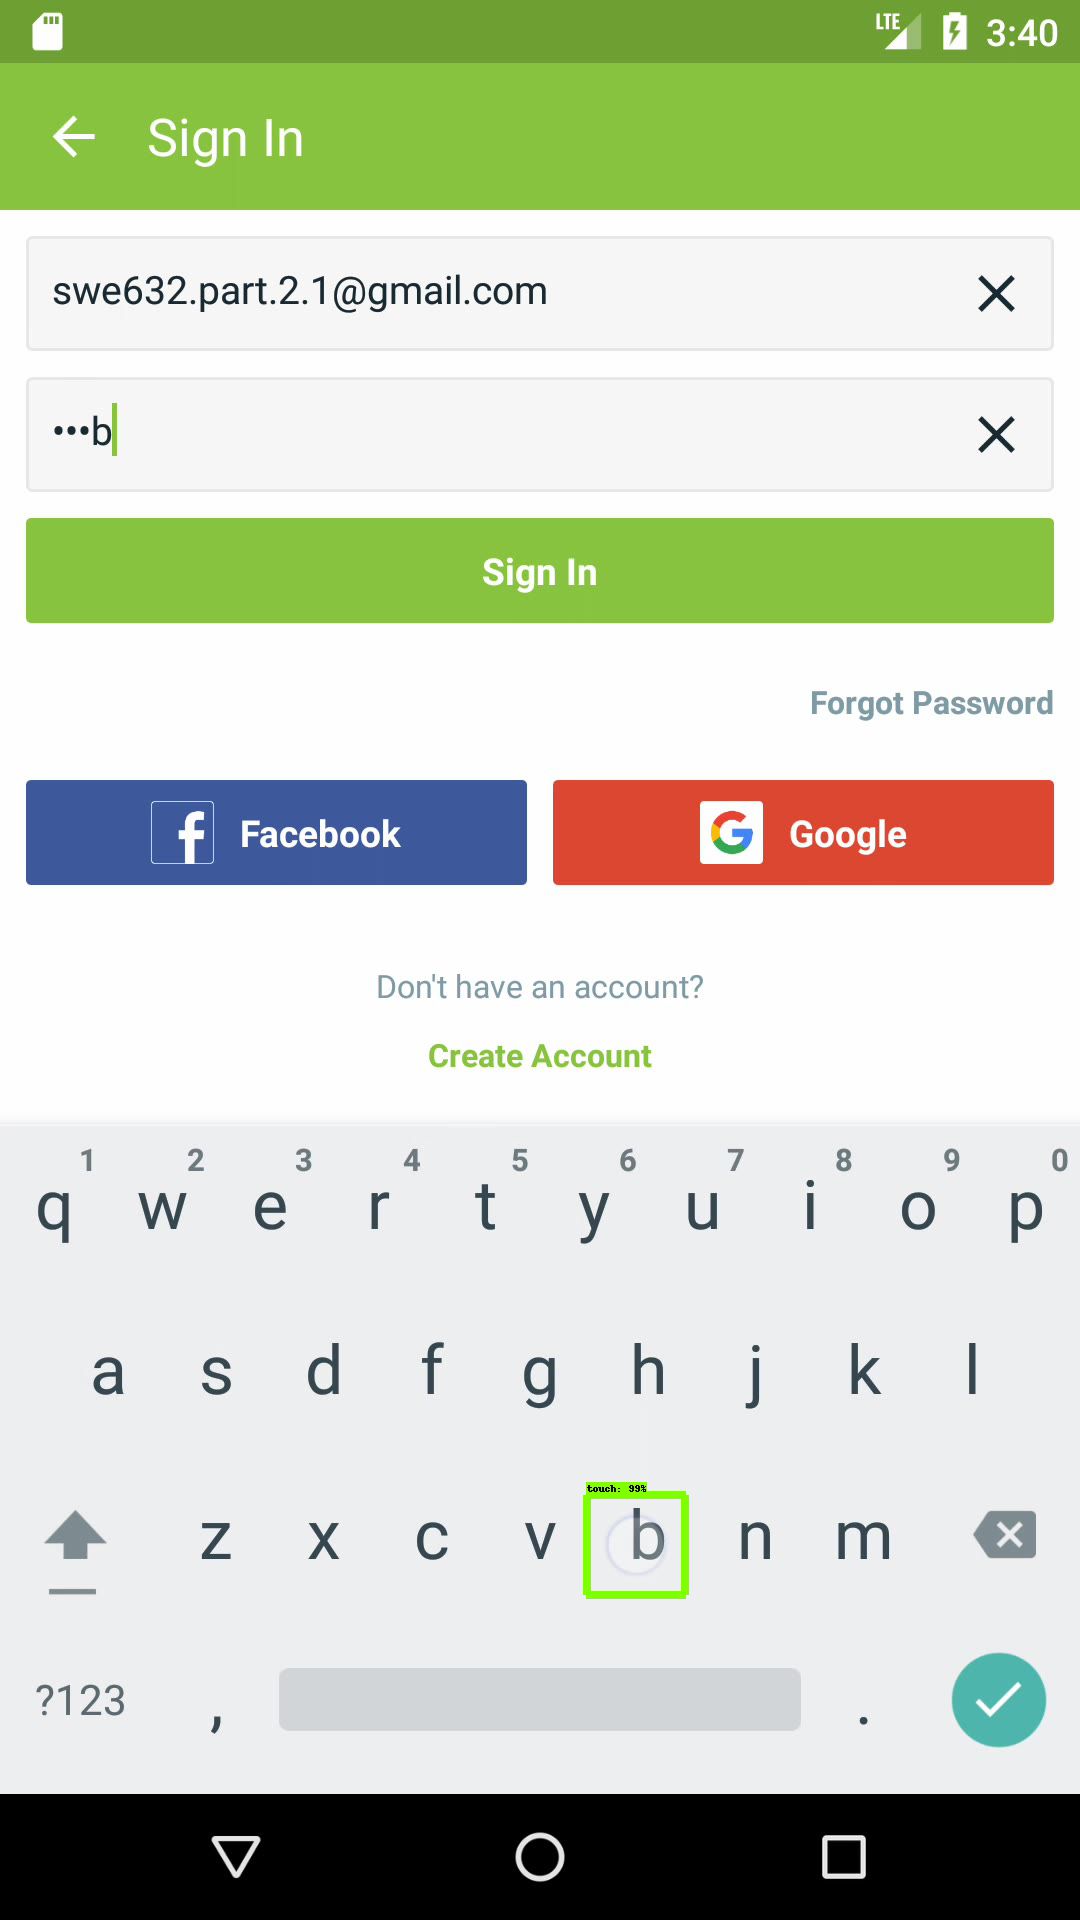 LTE 3:40
Sign In
swe632.part.2.1@gmail.com
•••b
Sign In
Forgot Password
Facebook
Google
Don't have an account?
Create Account
1 2 3 4 5 6 7 8 9 0
q w e r t y u i o p
a s d f g h j k l
touch: 99%
z x c v b n m
?123 , .